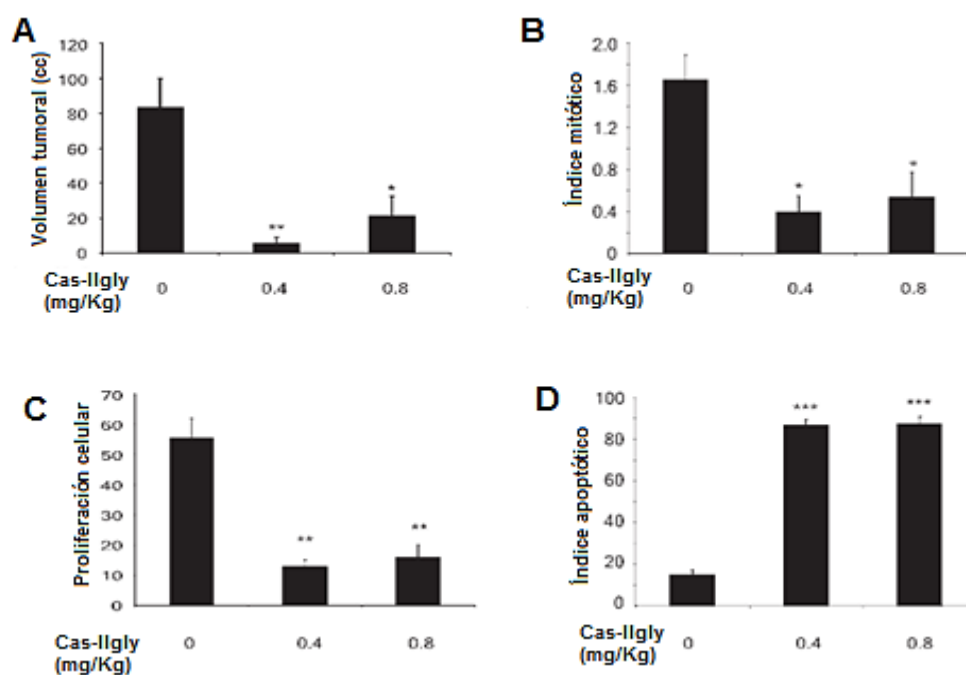 A
Volumen tumoral (cc)
120
100
80
60
40
20
0
**
*
Cas-IIgly
(mg/Kg)
0 0.4 0.8
B
Índice mitótico
2.0
1.6
1.2
0.8
0.4
0
*
*
Cas-IIgly
(mg/Kg)
0 0.4 0.8
C
Proliferación celular
70
60
50
40
30
20
10
0
**
**
Cas-IIgly
(mg/Kg)
0 0.4 0.8
D
Índice apoptótico
100
80
60
40
20
0
***
***
Cas-IIgly
(mg/Kg)
0 0.4 0.8